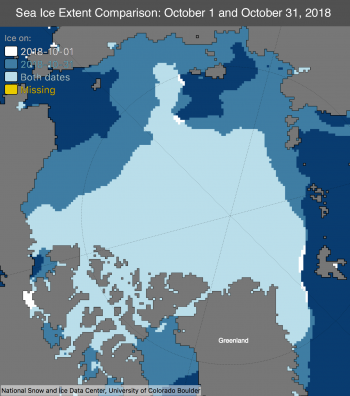 Sea Ice Extent Comparison: October 1 and October 31, 2018
Ice on:
2018-10-01
Both dates
Missing
Greenland
National Snow and Ice Data Center, University of Colorado Boulder